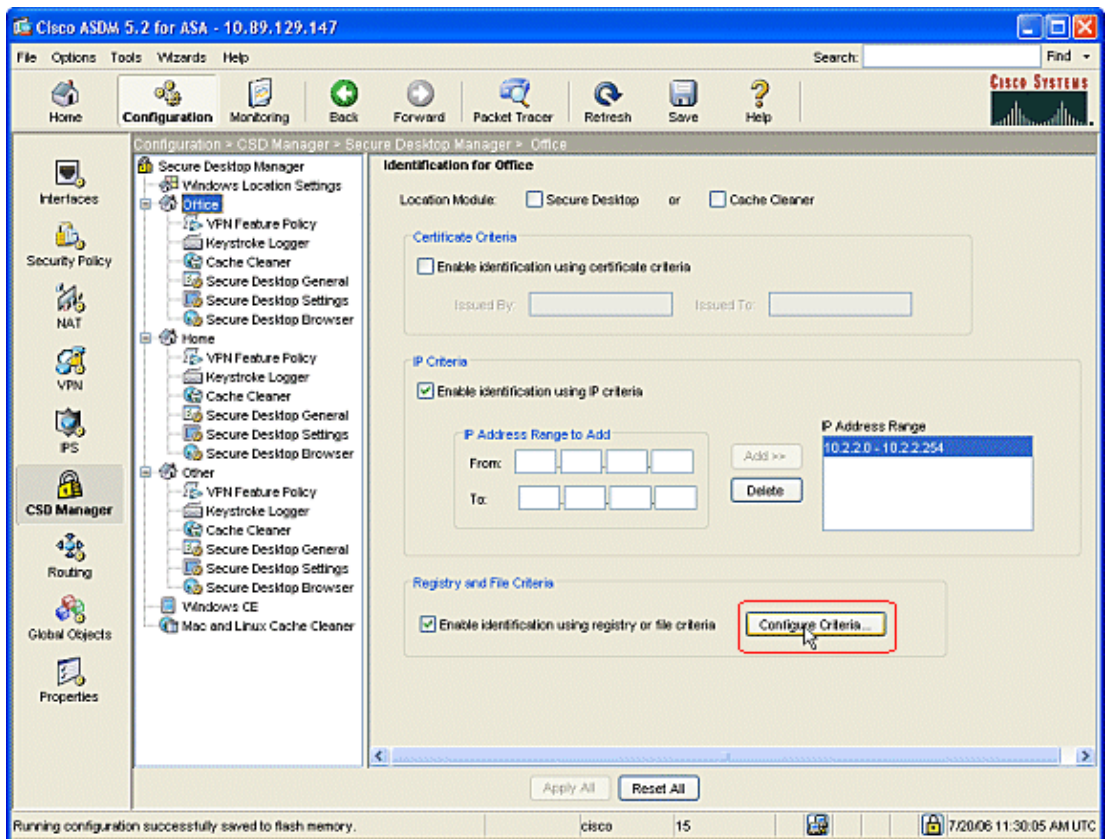 Cisco ASDM 5.2 for ASA - 10.89.129.147
File Options Tools Wizards Help Search: Find
Home Configuration Monitoring Back Forward Packet Tracer Refresh Save Help
CISCO SYSTEMS
Configuration > CSD Manager > Secure Desktop Manager > Office
Interfaces
Security Policy
NAT
VPN
IPS
CSD Manager
Routing
Global Objects
Properties
Secure Desktop Manager
Windows Location Settings
Office
VPN Feature Policy
Keystroke Logger
Cache Cleaner
Secure Desktop General
Secure Desktop Settings
Secure Desktop Browser
Home
VPN Feature Policy
Keystroke Logger
Cache Cleaner
Secure Desktop General
Secure Desktop Settings
Secure Desktop Browser
Other
VPN Feature Policy
Keystroke Logger
Cache Cleaner
Secure Desktop General
Secure Desktop Settings
Secure Desktop Browser
Windows CE
Mac and Linux Cache Cleaner
Identification for Office
Location Module: Secure Desktop or Cache Cleaner
Certificate Criteria
Enable identification using certificate criteria
Issued By: Issued To:
IP Criteria
Enable identification using IP criteria
IP Address Range to Add
From:
To:
Add >>
Delete
IP Address Range
10.2.2.0 - 10.2.2.254
Registry and File Criteria
Enable identification using registry or file criteria Configure Criteria...
Apply All Reset All
Running configuration successfully saved to flash memory. cisco 15 7/20/06 11:30:05 AM UTC